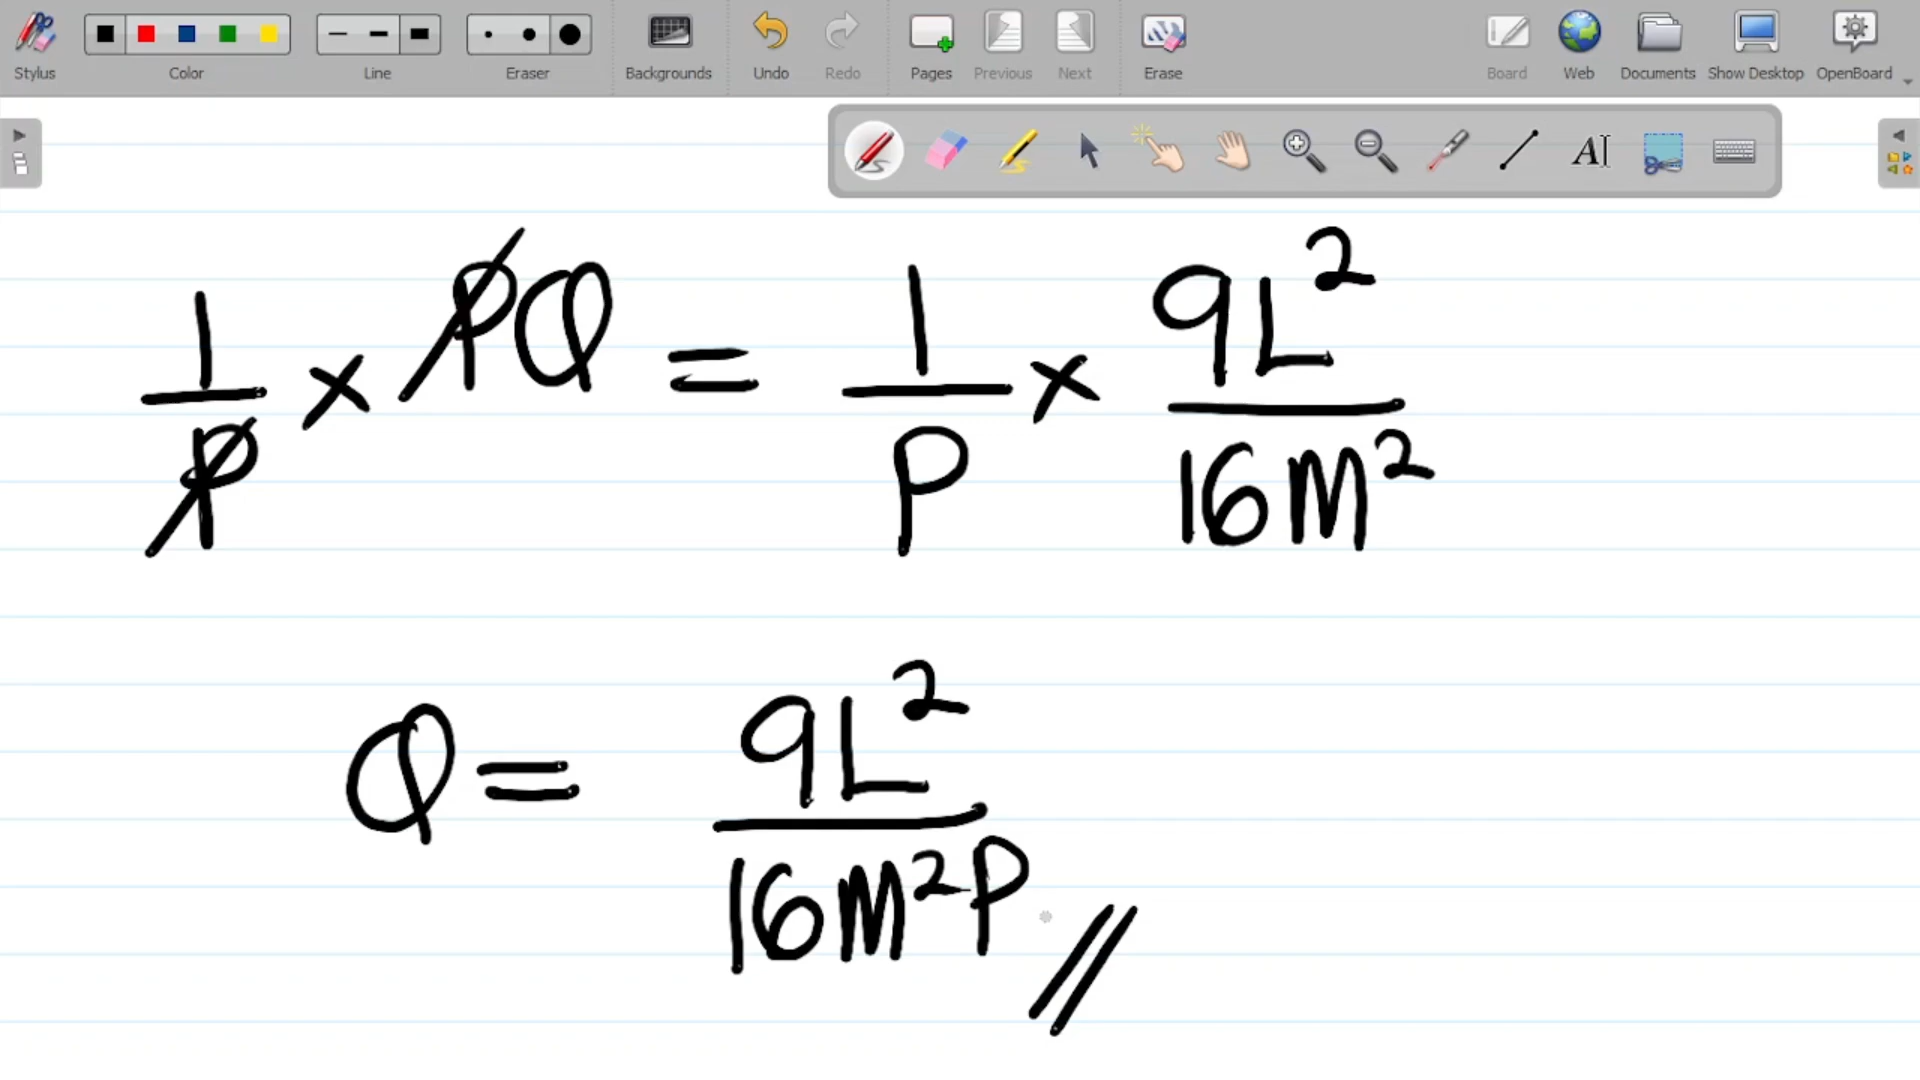 Stylus Color Line Eraser Backgrounds Undo Redo Pages Previous Next Erase Board Web Documents Show Desktop OpenBoard
1/P × PQ = 1/P × 9L²/16M²
Q = 9L²/16M²P //